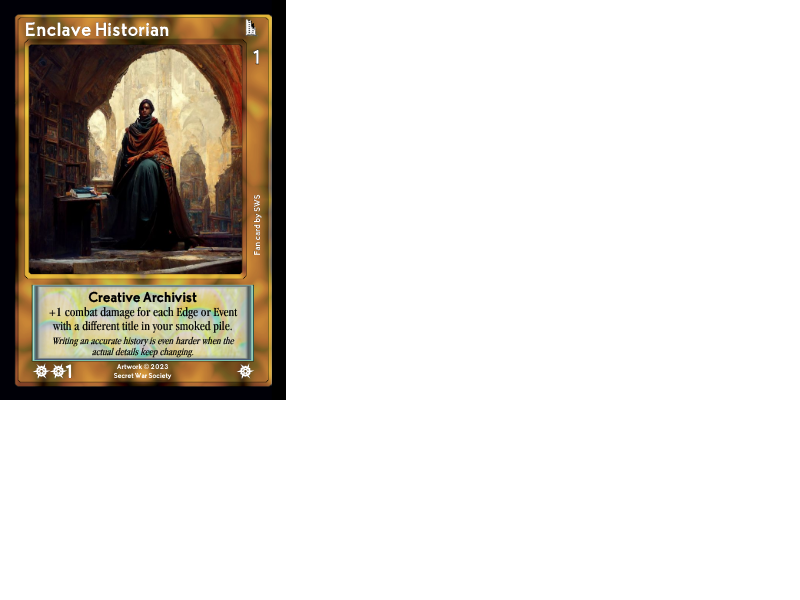 Enclave Historian
1
Fan card by SWS
Creative Archivist
+1 combat damage for each Edge or Event
with a different title in your smoked pile.
Writing an accurate history is even harder when the
actual details keep changing.
1
Artwork © 2023
Secret War Society